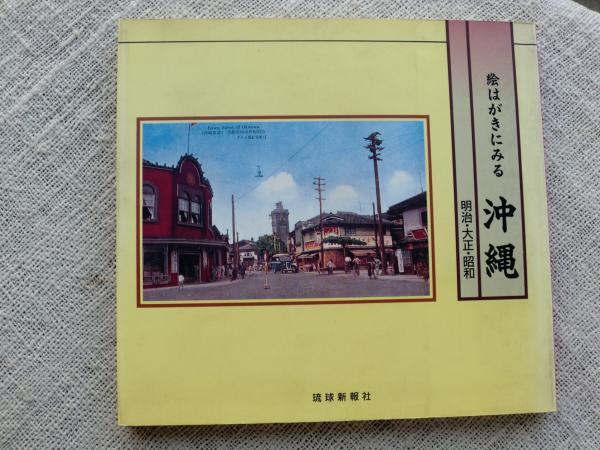 絵はがきにみる
沖縄
明治・大正・昭和
琉球新報社